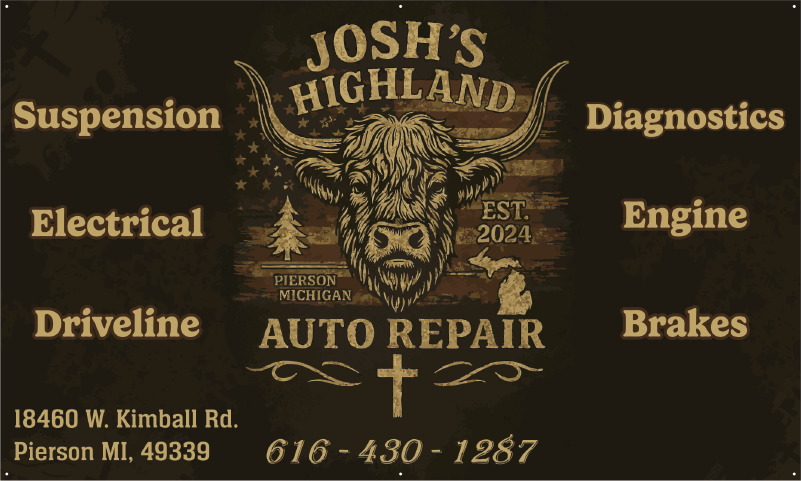 JOSH'S
HIGHLAND
Suspension
Electrical
Driveline
Diagnostics
Engine
Brakes
EST.
2024
PIERSON
MICHIGAN
AUTO REPAIR
18460 W. Kimball Rd.
Pierson MI, 49339
616 - 430 - 1287